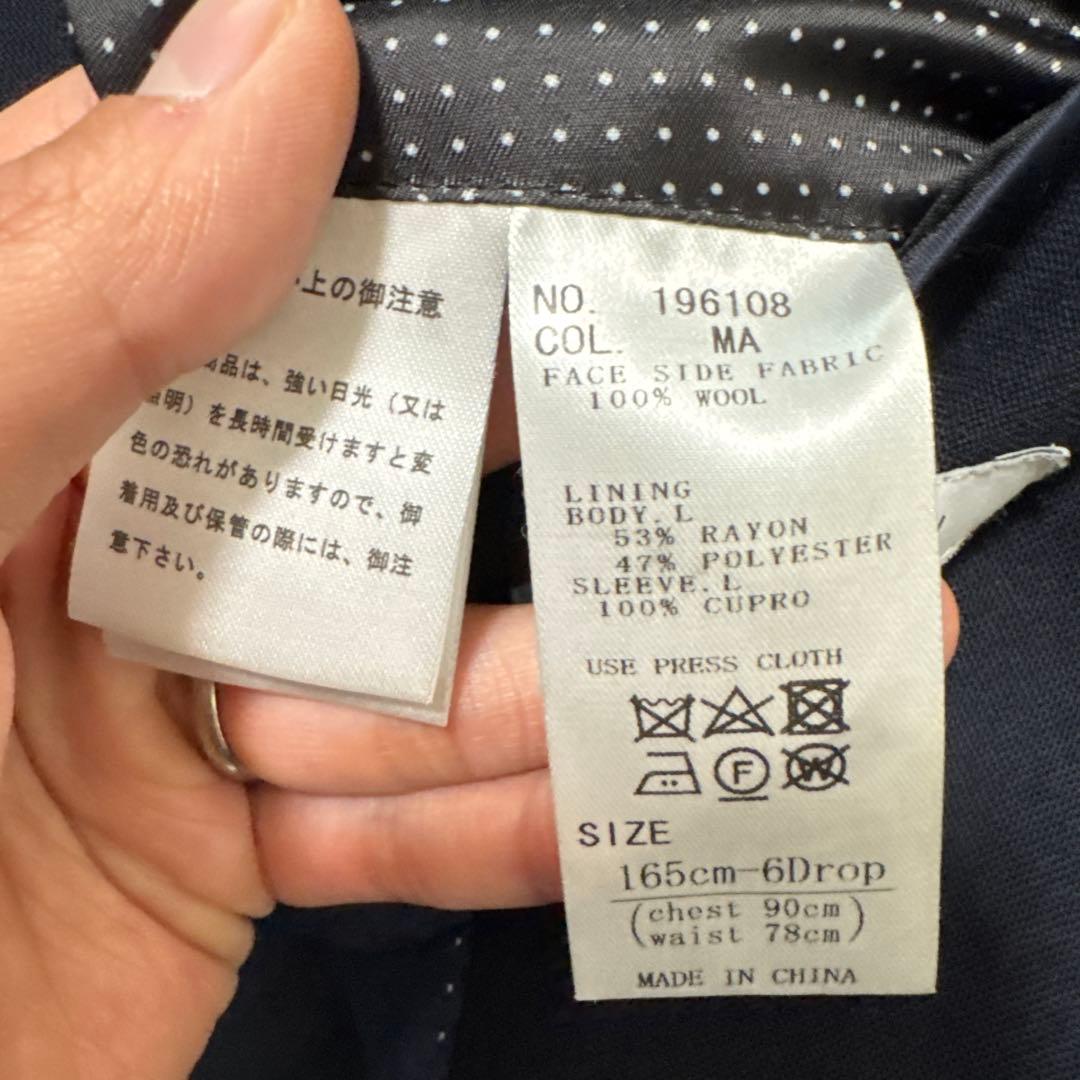 上の御注意
商品は、強い日光（又は
照明）を長時間受けますと変
色の恐れがありますので、御
着用及び保管の際には、御注
意下さい。
NO. 196108
COL. MA
FACE SIDE FABRIC
100% WOOL
LINING
BODY.L
53% RAYON
47% POLYESTER
SLEEVE.L
100% CUPRO
USE PRESS CLOTH
F
W
SIZE
165cm-6Drop
(chest 90cm
waist 78cm)
MADE IN CHINA